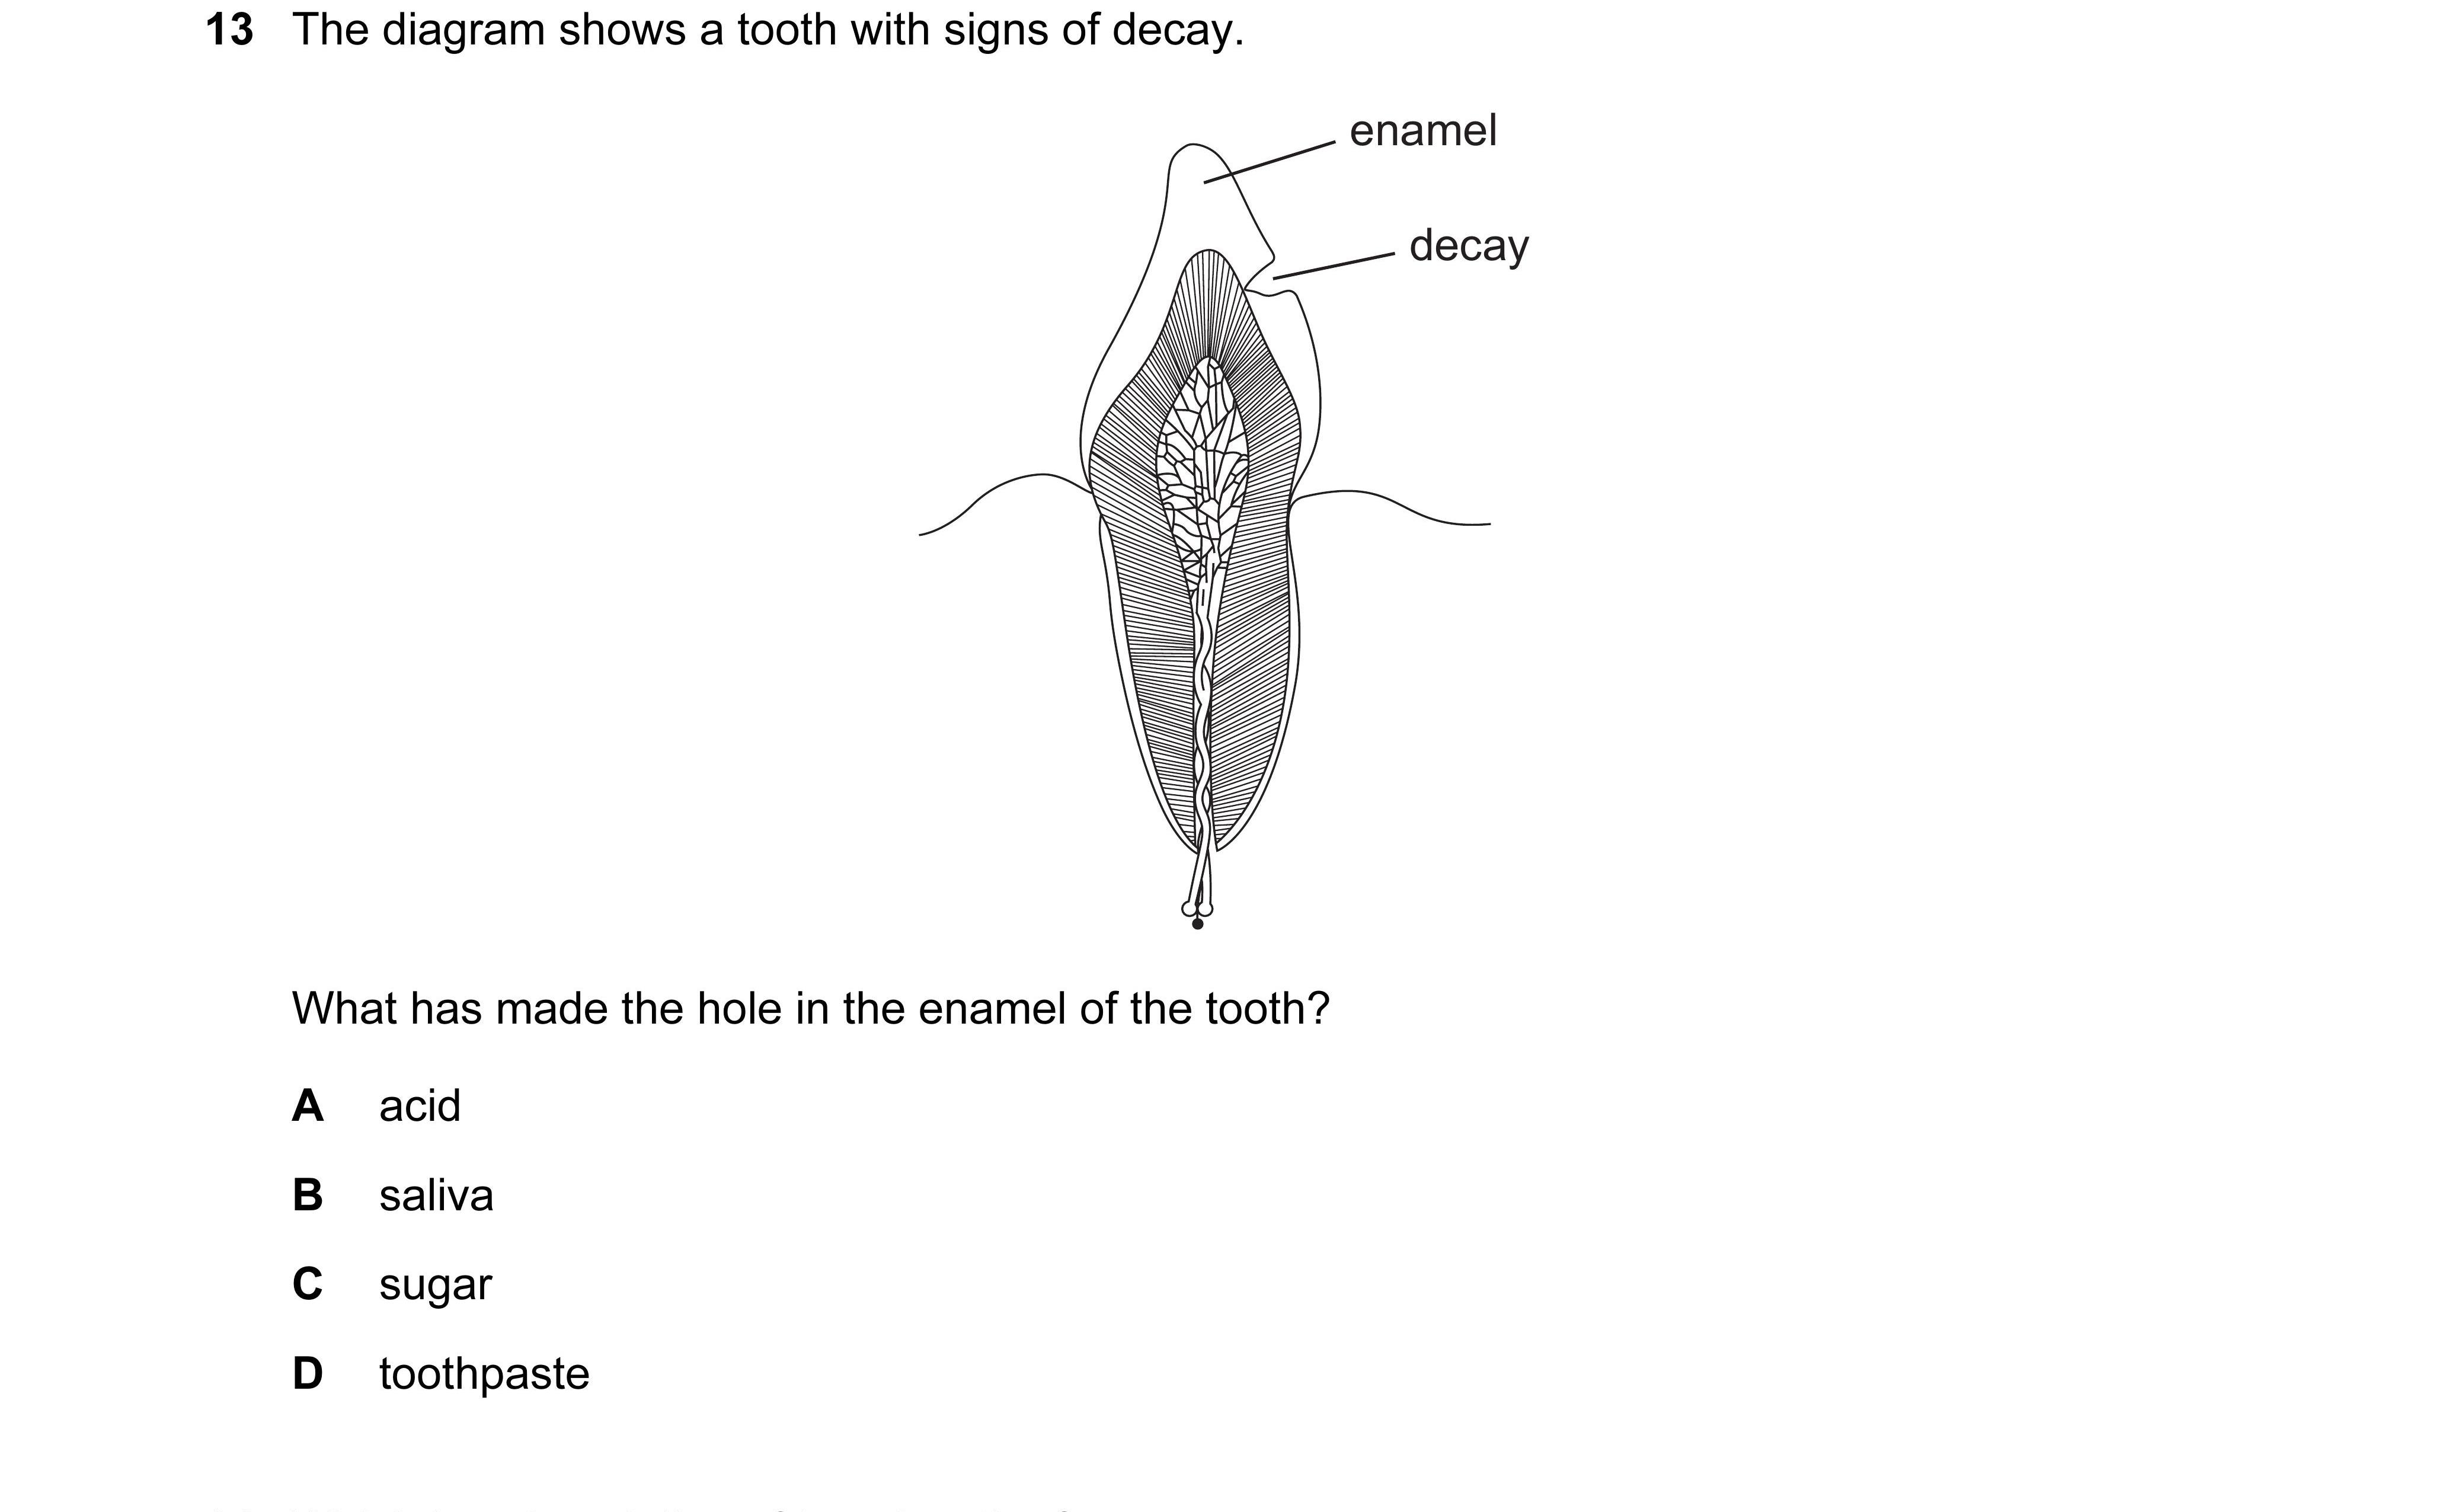 13 The diagram shows a tooth with signs of decay.
enamel
decay
What has made the hole in the enamel of the tooth?
A acid
B saliva
C sugar
D toothpaste